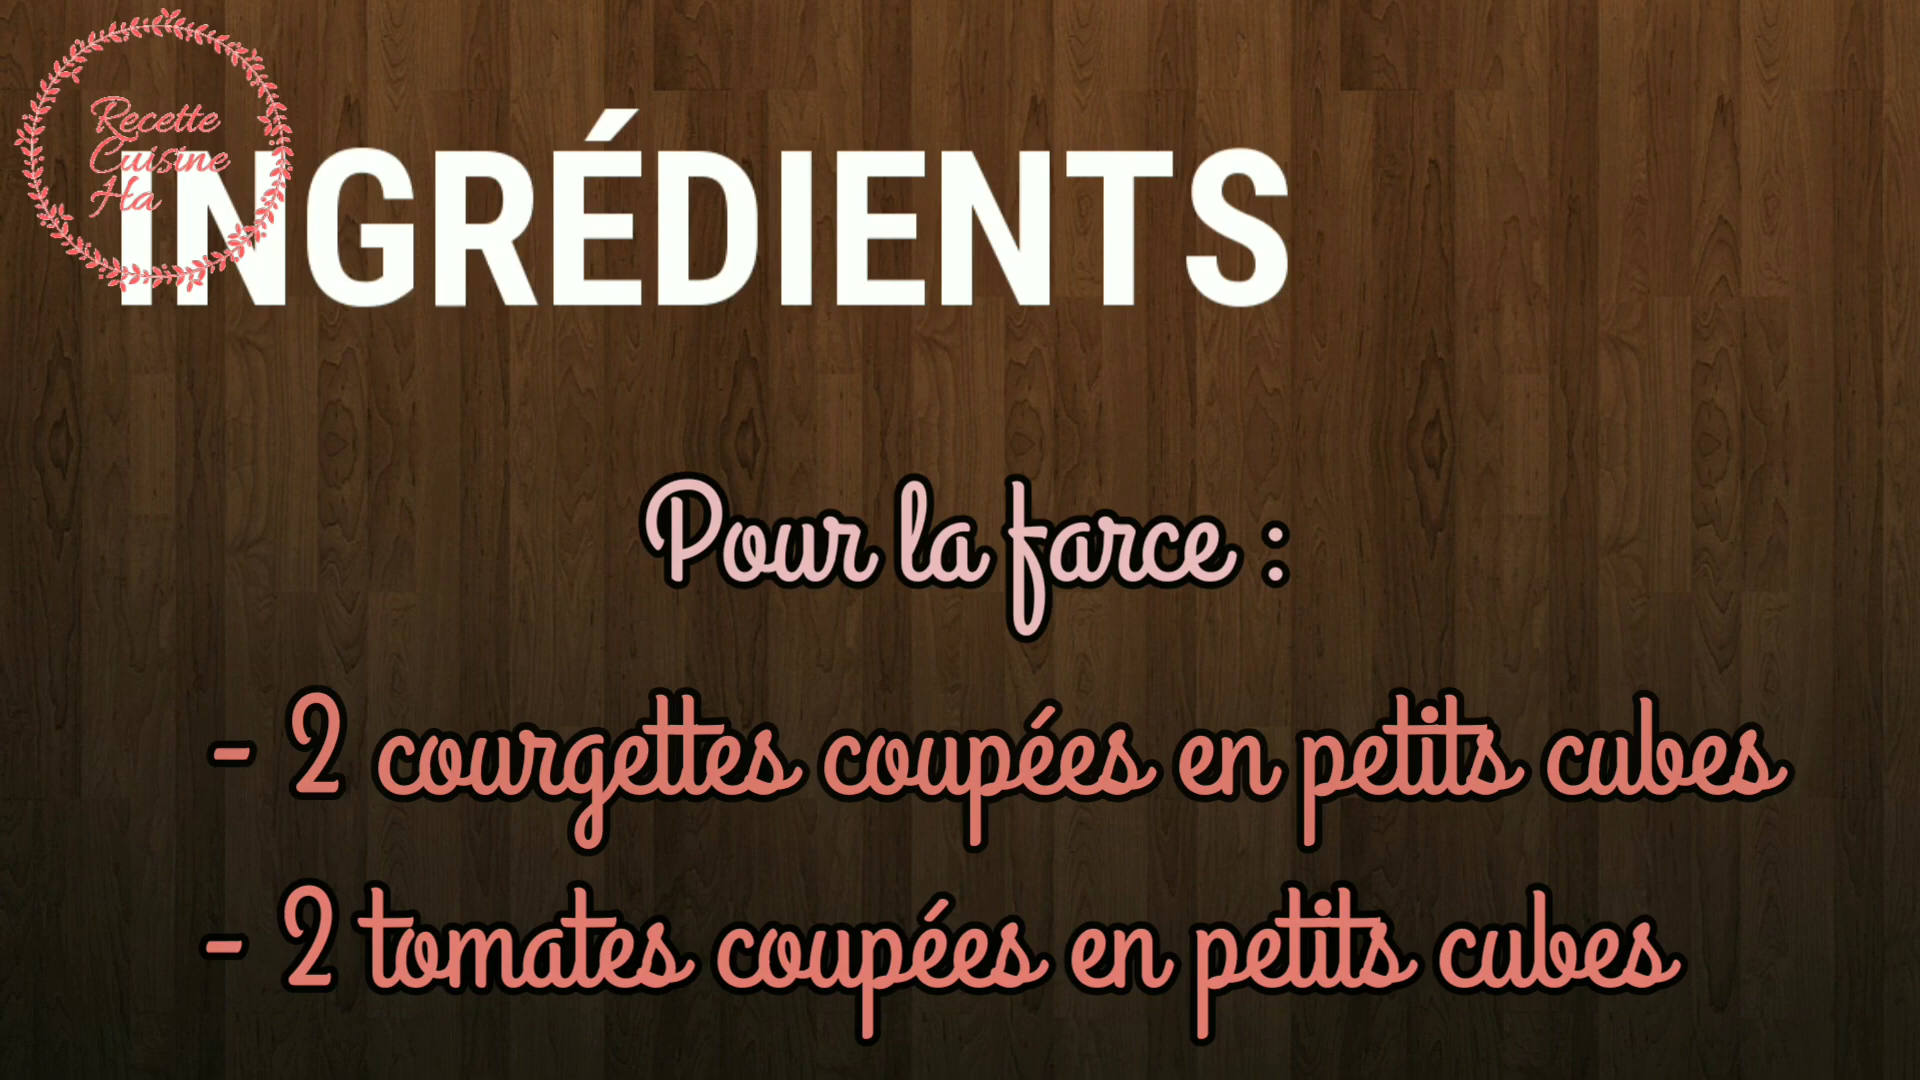 Recette
Cuisine
Ha
INGRÉDIENTS
Pour la farce :
- 2 courgettes coupées en petits cubes
- 2 tomates coupées en petits cubes